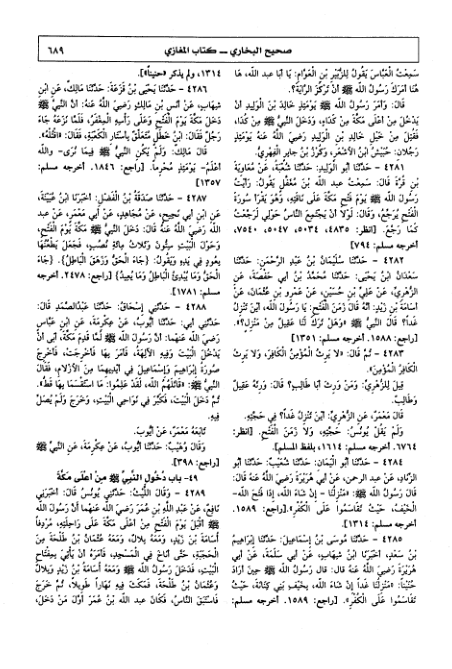 صحيح البخاري ــ كتاب المغازي
٦٨٩
سَمِعْتُ الْعَبَّاسَ يَقُولُ لِلزُّبَيْرِ بْنِ الْعَوَّامِ: يَا أَبَا عبد الله، هَا
هُنَا أَمَرَكَ رَسُولُ الله ﷺ أَنْ تَرْكُزَ الرَّايَةَ؟.
قَالَ: وَأَمَرَ رَسُولُ الله ﷺ يَوْمَئِذٍ خَالِدَ بْنَ الْوَلِيدِ أَنْ
يَدْخُلَ مِنْ أَعْلَى مَكَّةَ مِنْ كَدَاءٍ، وَدَخَلَ النَّبِيُّ ﷺ مِنْ كُدَا،
فَقُتِلَ مِنْ خَيْلِ خَالِدِ بْنِ الْوَلِيدِ رَضِيَ اللهُ عَنْهُ يَوْمَئِذٍ
رَجُلَانِ: حُبَيْشُ ابْنُ الأَشْعَرِ، وَكُرْزُ بْنُ جابِرٍ الْفِهْرِيُّ.
٤٢٨١ – حَدَّثَنَا أَبُو الْوَلِيدِ: حَدَّثَنَا شُعْبَةُ، عَنْ مُعَاوِيَةَ
بْنِ قُرَّةَ قَالَ: سَمِعْتُ عبد الله بْنَ مُغَفَّلٍ يَقُولُ: رَأَيْتُ
رَسُولَ الله ﷺ يَوْمَ فَتْحِ مَكَّةَ عَلَى نَاقَتِهِ، وَهُوَ يَقْرَأُ سُورَةَ
الْفَتْحِ يُرَجِّعُ، وَقَالَ: لَوْلَا أَنْ يَجْتَمِعَ النَّاسُ حَوْلِي لَرَجَّعْتُ
كَمَا رَجَّعَ. [انظر: ٤٨٣٥، ٥٠٣٤، ٥٠٤٧، ٧٥٤٠،
أخرجه مسلم: ٧٩٤]
٤٢٨٢ – حَدَّثَنَا سُلَيْمَانُ بْنُ عَبْدِ الرَّحْمٰنِ: حَدَّثَنَا
سَعْدَانُ ابْنُ يَحْيَى: حَدَّثَنَا مُحَمَّدُ بْنُ أَبِي حَفْصَةَ، عَنِ
الزُّهْرِيِّ، عَنْ عَلِيِّ بْنِ حُسَيْنٍ، عَنْ عَمْرِو بْنِ عُثْمَانَ، عَنْ
أُسَامَةَ بْنِ زَيْدٍ: أَنَّهُ قَالَ زَمَنَ الْفَتْحِ: يَا رَسُولَ الله، أَيْنَ تَنْزِلُ
غَداً؟ قَالَ النَّبِيُّ ﷺ: «وَهَلْ تَرَكَ لَنَا عَقِيلٌ مِنْ مَنْزِلٍ؟».
[راجع: ١٥٨٨. أخرجه مسلم: ١٣٥١]
٤٢٨٣ – ثُمَّ قَالَ: «لَا يَرِثُ الْمُؤْمِنُ الْكَافِرَ، وَلَا يَرِثُ
الْكَافِرُ الْمُؤْمِنَ».
قِيلَ لِلزُّهْرِيِّ: وَمَنْ وَرِثَ أَبَا طَالِبٍ؟ قَالَ: وَرِثَهُ عَقِيلٌ
وَطَالِبٌ.
قَالَ مَعْمَرٌ، عَنِ الزُّهْرِيِّ: أَيْنَ تَنْزِلُ غَداً؟ فِي حَجَّتِهِ.
وَلَمْ يَقُلْ يُونُسُ: حَجَّتِهِ، وَلَا زَمَنَ الْفَتْحِ. [انظر:
٦٧٦٤. أخرجه مسلم: ١٦١٤، بلفظ المسلم].
٤٢٨٤ – حَدَّثَنَا أَبُو الْيَمَانِ: حَدَّثَنَا شُعَيْبٌ: حَدَّثَنَا أَبُو
الزِّنَادِ، عَنْ عبد الرحمن، عَنْ أَبِي هُرَيْرَةَ رَضِيَ اللهُ عَنْهُ قَالَ:
قَالَ رَسُولُ الله ﷺ: «مَنْزِلُنَا – إِنْ شَاءَ الله، إِذَا فَتَحَ الله–
الْخَيْفُ، حَيْثُ تَقَاسَمُوا عَلَى الْكُفْرِ». [راجع: ١٥٨٩.
أخرجه مسلم: ١٣١٤]
٤٢٨٥ – حَدَّثَنَا مُوسَى بْنُ إِسْمَاعِيلَ: حَدَّثَنَا إِبْرَاهِيمُ
بْنُ سَعْدٍ، أَخْبَرَنَا ابْنُ شِهَابٍ، عَنْ أَبِي سَلَمَةَ، عَنْ أَبِي
هُرَيْرَةَ رَضِيَ اللهُ عَنْهُ قَالَ: قَالَ رَسُولُ الله ﷺ حِينَ أَرَادَ
حُنَيْناً: «مَنْزِلُنَا غَداً إِنْ شَاءَ الله، بِخَيْفِ بَنِي كِنَانَةَ، حَيْثُ
تَقَاسَمُوا عَلَى الْكُفْرِ». [راجع: ١٥٨٩. أخرجه مسلم:
١٣١٤، ولم يذكر «حنيناً»].
٤٢٨٦ – حَدَّثَنَا يَحْيَى بْنُ قَزَعَةَ: حَدَّثَنَا مَالِكٌ، عَنِ ابْنِ
شِهَابٍ، عَنْ أَنَسِ بْنِ مَالِكٍ رَضِيَ اللهُ عَنْهُ: أَنَّ النَّبِيَّ ﷺ
دَخَلَ مَكَّةَ يَوْمَ الْفَتْحِ وَعَلَى رَأْسِهِ الْمِغْفَرُ، فَلَمَّا نَزَعَهُ جَاءَ
رَجُلٌ فَقَالَ: ابْنُ خَطَلٍ مُتَعَلِّقٌ بِأَسْتَارِ الْكَعْبَةِ، فَقَالَ: «اقْتُلْهُ».
قَالَ مَالِكٌ: وَلَمْ يَكُنِ النَّبِيُّ ﷺ فِيمَا نُرَى- وَالله
أَعْلَمُ- يَوْمَئِذٍ مُحْرِماً. [راجع: ١٨٤٦. أخرجه مسلم:
١٣٥٧]
٤٢٨٧ – حَدَّثَنَا صَدَقَةُ بْنُ الْفَضْلِ: أَخْبَرَنَا ابْنُ عُيَيْنَةَ،
عَنِ ابْنِ أَبِي نَجِيحٍ، عَنْ مُجَاهِدٍ، عَنْ أَبِي مَعْمَرٍ، عَنْ عبد
الله رَضِيَ اللهُ عَنْهُ قَالَ: دَخَلَ النَّبِيُّ ﷺ مَكَّةَ يَوْمَ الْفَتْحِ،
وَحَوْلَ الْبَيْتِ سِتُّونَ وَثَلَاثُ مِائَةِ نُصُبٍ، فَجَعَلَ يَطْعُنُهَا
بِعُودٍ فِي يَدِهِ وَيَقُولُ: {جَاءَ الْحَقُّ وَزَهَقَ الْبَاطِلُ}. {جَاءَ
الْحَقُّ وَمَا يُبْدِئُ الْبَاطِلُ وَمَا يُعِيدُ}. [راجع: ٢٤٧٨، أخرجه
مسلم: ١٧٨١].
٤٢٨٨ – حَدَّثَنِي إِسْحَاقُ: حَدَّثَنَا عَبْدُالصَّمَدِ قَالَ:
حَدَّثَنِي أَبِي: حَدَّثَنَا أَيُّوبُ، عَنْ عِكْرِمَةَ، عَنِ ابْنِ عَبَّاسٍ
رَضِيَ اللهُ عَنْهُمَا: أَنَّ رَسُولَ الله ﷺ لَمَّا قَدِمَ مَكَّةَ، أَبَى أَنْ
يَدْخُلَ الْبَيْتَ وَفِيهِ الآلِهَةُ، فَأَمَرَ بِهَا فَأُخْرِجَتْ، فَأُخْرِجَ
صُورَةُ إِبْرَاهِيمَ وَإِسْمَاعِيلَ فِي أَيْدِيهِمَا مِنَ الأَزْلَامِ، فَقَالَ
النَّبِيُّ ﷺ: «قَاتَلَهُمُ الله، لَقَدْ عَلِمُوا: مَا اسْتَقْسَمَا بِهَا قَطُّ».
ثُمَّ دَخَلَ الْبَيْتَ، فَكَبَّرَ فِي نَوَاحِي الْبَيْتِ، وَخَرَجَ وَلَمْ يُصَلِّ
فِيهِ.
تَابَعَهُ مَعْمَرٌ، عَنْ أَيُّوبَ.
وَقَالَ وُهَيْبٌ: حَدَّثَنَا أَيُّوبُ، عَنْ عِكْرِمَةَ، عَنِ النَّبِيِّ ﷺ
[راجع: ٣٩٨].
٤٩- باب دُخُولِ النَّبِيِّ ﷺ مِنْ أَعْلَى مَكَّةَ
٤٢٨٩ – وَقَالَ اللَّيْثُ: حَدَّثَنِي يُونُسُ قَالَ: أَخْبَرَنِي
نَافِعٌ، عَنْ عَبْدِ اللهِ بْنِ عُمَرَ رَضِيَ الله عَنْهُمَا أَنَّ رَسُولَ الله
ﷺ أَقْبَلَ يَوْمَ الْفَتْحِ مِنْ أَعْلَى مَكَّةَ عَلَى رَاحِلَتِهِ، مُرْدِفاً
أُسَامَةَ بْنَ زَيْدٍ، وَمَعَهُ بِلَالٌ، وَمَعَهُ عُثْمَانُ بْنُ طَلْحَةَ مِنَ
الْحَجَبَةِ، حَتَّى أَنَاخَ فِي الْمَسْجِدِ، فَأَمَرَهُ أَنْ يَأْتِيَ بِمِفْتَاحِ
الْبَيْتِ، فَدَخَلَ رَسُولُ الله ﷺ وَمَعَهُ أُسَامَةُ بْنُ زَيْدٍ وَبِلَالٌ
وَعُثْمَانُ بْنُ طَلْحَةَ، فَمَكَثَ فِيهِ نَهَاراً طَوِيلاً، ثُمَّ خَرَجَ
فَاسْتَبَقَ النَّاسُ، فَكَانَ عبد الله بْنُ عُمَرَ أَوَّلَ مَنْ دَخَلَ،